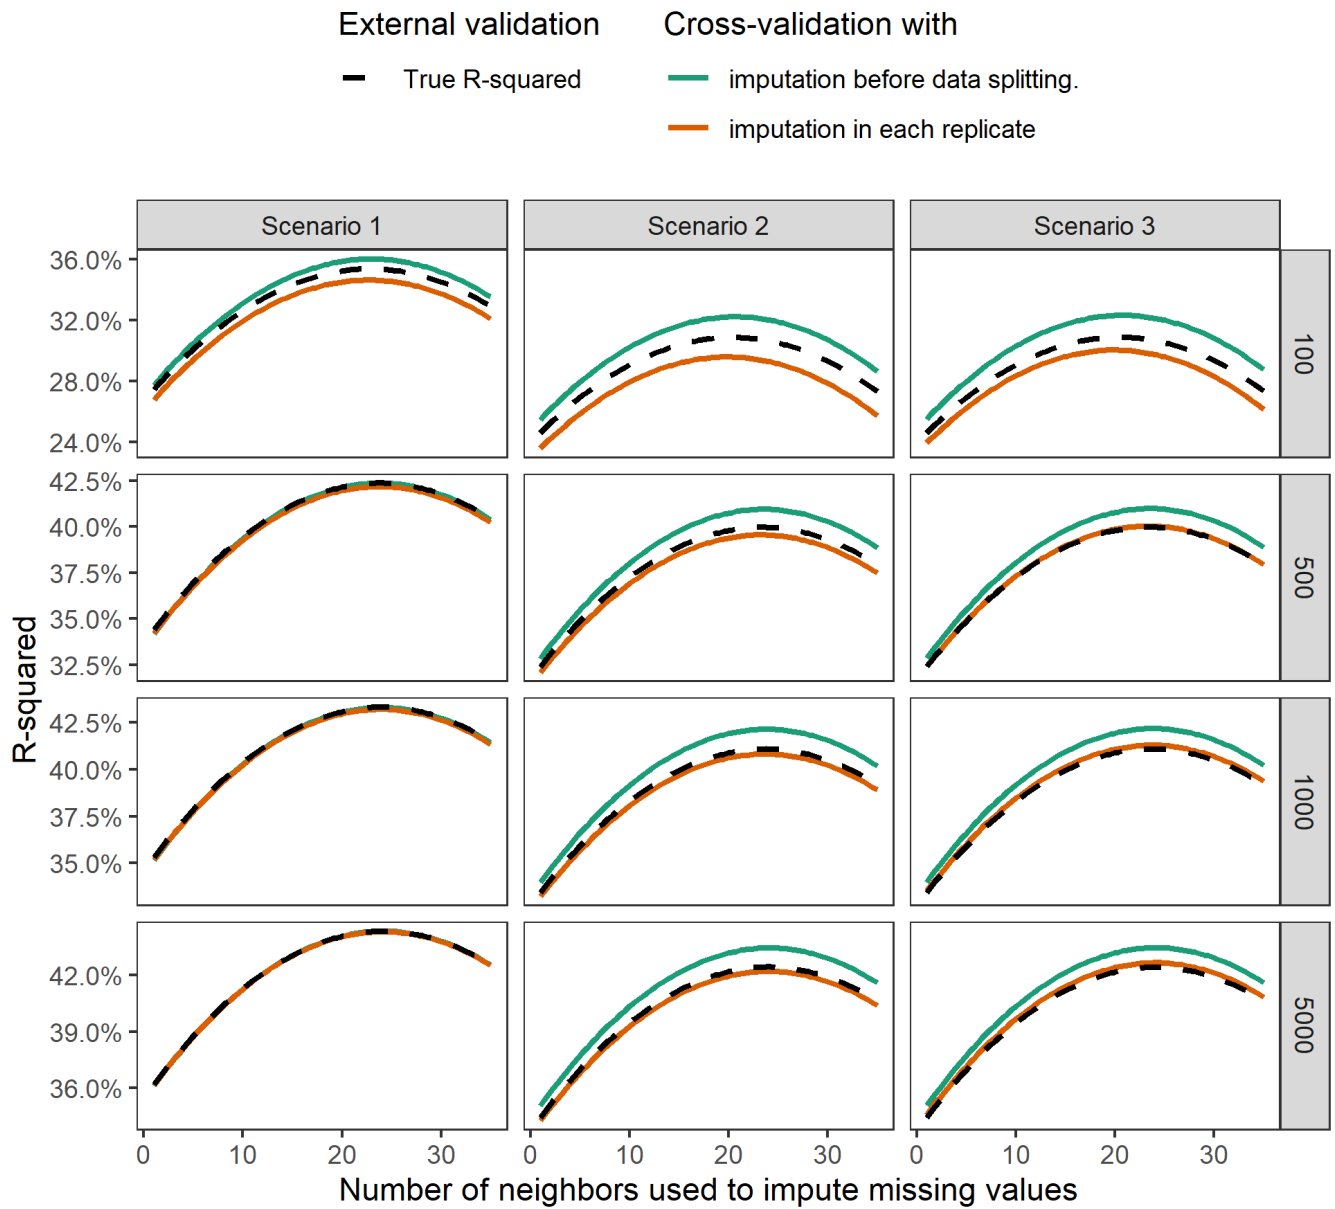 External validation
Cross-validation with
True R-squared
imputation before data splitting.
imputation in each replicate
Scenario 1
Scenario 2
Scenario 3
36.0%
32.0%
28.0%
24.0%
100
42.5%
40.0%
37.5%
35.0%
32.5%
500
42.5%
40.0%
37.5%
35.0%
1000
42.0%
39.0%
36.0%
5000
R-squared
0 10 20 30
0 10 20 30
0 10 20 30
Number of neighbors used to impute missing values